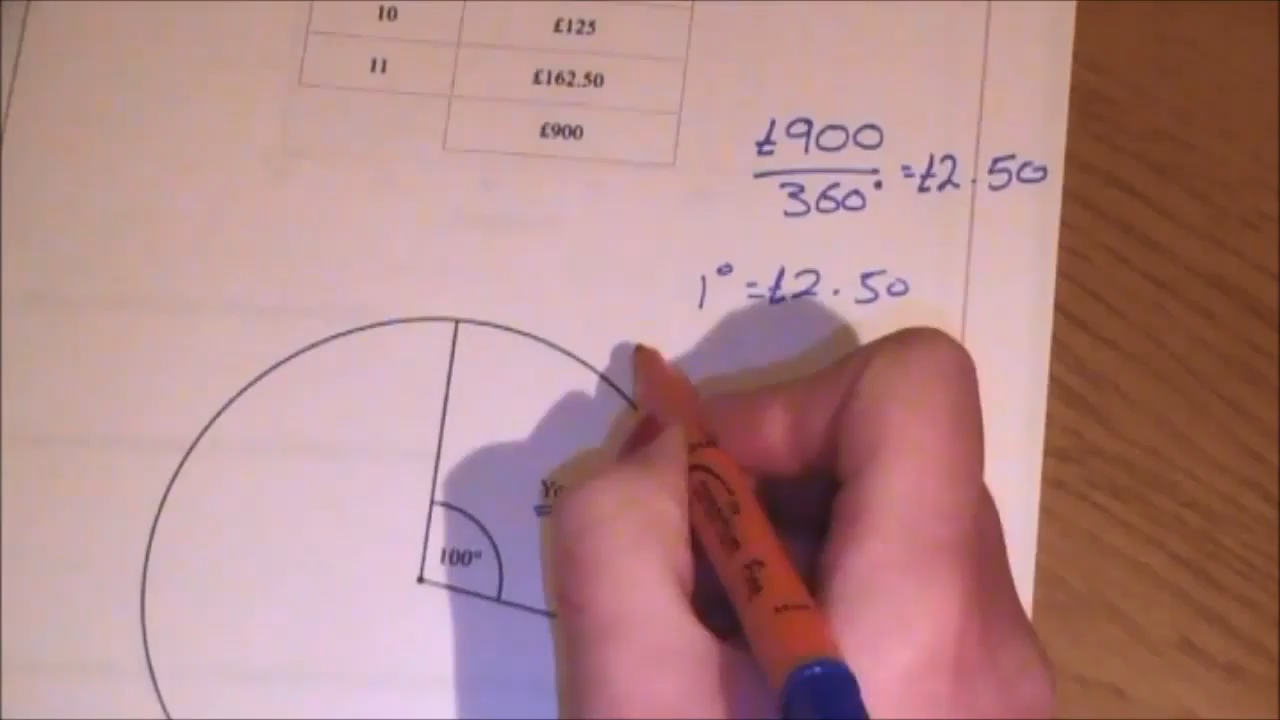 10 £125
11 £162.50
£900
£900
360° = £2.50
1° = £2.50
100°